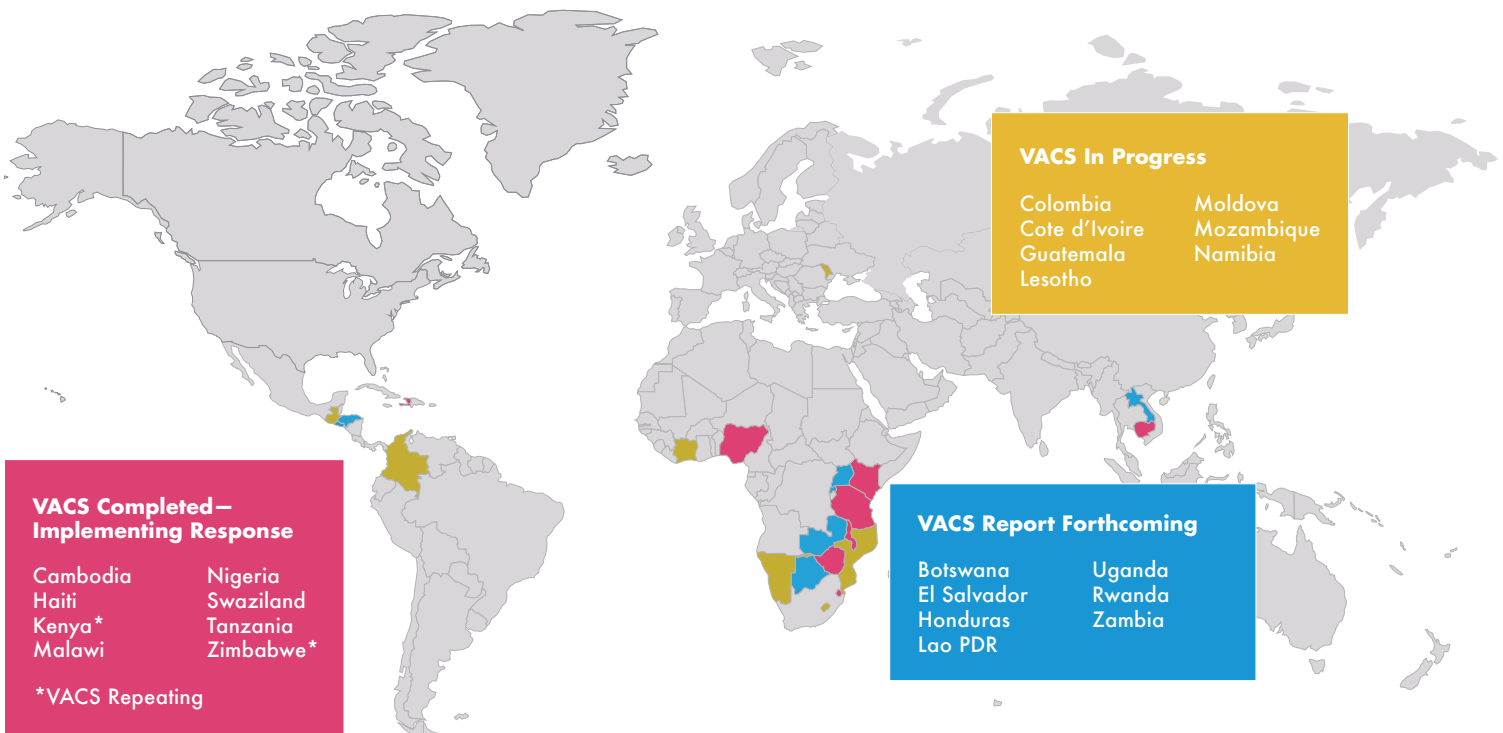 VACS In Progress
Colombia
Cote d'Ivoire
Guatemala
Lesotho
Moldova
Mozambique
Namibia
VACS Completed—
Implementing Response
Cambodia
Haiti
Kenya*
Malawi
Nigeria
Swaziland
Tanzania
Zimbabwe*
*VACS Repeating
VACS Report Forthcoming
Botswana
El Salvador
Honduras
Lao PDR
Uganda
Rwanda
Zambia